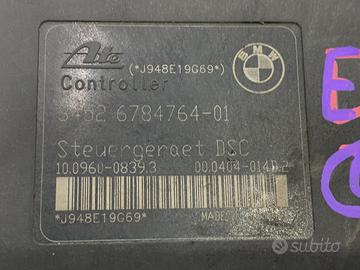 Ate
(*J948E19G69*)
BMW
Controller
3452 6784764-01
Steuergeraet DSC
10.0960-0839.3
00.0404-014D.2
*J948E19G69*
MADE
E
subito